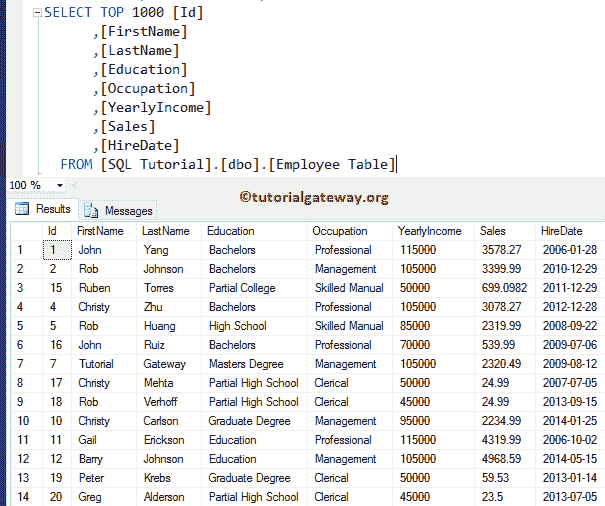 SELECT TOP 1000 [Id]
,[FirstName]
,[LastName]
,[Education]
,[Occupation]
,[YearlyIncome]
,[Sales]
,[HireDate]
FROM [SQL Tutorial].[dbo].[Employee Table]
100 %
©tutorialgateway.org
Results Messages
Id FirstName LastName Education Occupation YearlyIncome Sales HireDate
1 1 John Yang Bachelors Professional 115000 3578.27 2006-01-28
2 2 Rob Johnson Bachelors Management 105000 3399.99 2010-12-29
3 15 Ruben Torres Partial College Skilled Manual 50000 699.0982 2011-12-29
4 4 Christy Zhu Bachelors Professional 105000 3078.27 2012-12-28
5 5 Rob Huang High School Skilled Manual 85000 2319.99 2008-09-22
6 16 John Ruiz Bachelors Professional 70000 539.99 2009-07-06
7 7 Tutorial Gateway Masters Degree Management 105000 2320.49 2009-08-12
8 17 Christy Mehta Partial High School Clerical 50000 24.99 2007-07-05
9 18 Rob Verhoff Partial High School Clerical 45000 24.99 2013-09-15
10 10 Christy Carlson Graduate Degree Management 95000 2234.99 2014-01-25
11 11 Gail Erickson Education Professional 115000 4319.99 2006-10-02
12 12 Barry Johnson Education Management 105000 4968.59 2014-05-15
13 19 Peter Krebs Graduate Degree Clerical 50000 59.53 2013-01-14
14 20 Greg Alderson Partial High School Clerical 45000 23.5 2013-07-05